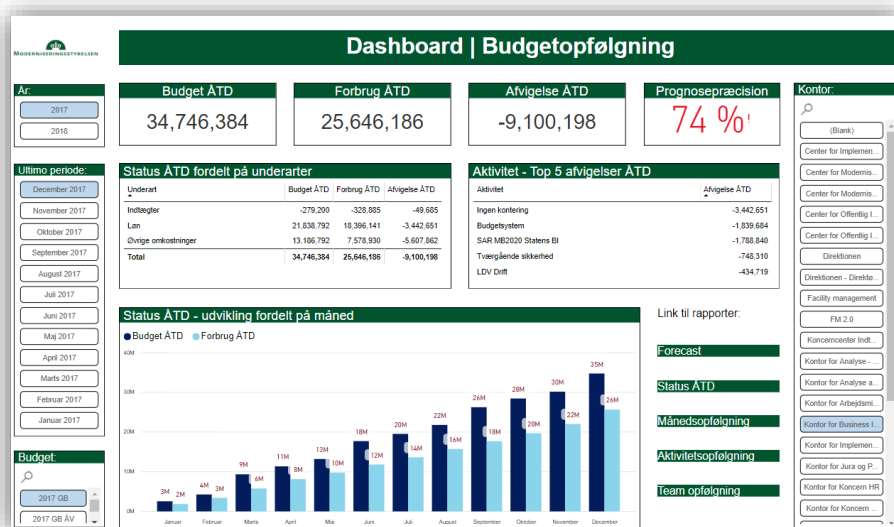 MODERNISERINGSSTYRELSEN
Dashboard | Budgetopfølgning
År:
2017
2018
Budget ÅTD
34,746,384
Forbrug ÅTD
25,646,186
Afvigelse ÅTD
-9,100,198
Prognosepræcision
74 %!
Ultimo periode:
December 2017
November 2017
Oktober 2017
September 2017
August 2017
Juli 2017
Juni 2017
Maj 2017
April 2017
Marts 2017
Februar 2017
Januar 2017
Budget:
2017 GB
2017 GB ÅV
Status ÅTD fordelt på underarter
Underart Budget ÅTD Forbrug ÅTD Afvigelse ÅTD
Indtægter -279,200 -328,885 -49,685
Løn 21,838,792 18,396,141 -3,442,651
Øvrige omkostninger 13,186,792 7,578,930 -5,607,862
Total 34,746,384 25,646,186 -9,100,198
Aktivitet - Top 5 afvigelser ÅTD
Aktivitet Afvigelse ÅTD
Ingen kontering -3,442,651
Budgetsystem -1,839,684
SAR MB2020 Statens BI -1,788,840
Tværgående sikkerhed -748,310
LDV Drift -434,719
Status ÅTD - udvikling fordelt på måned
Budget ÅTD Forbrug ÅTD
40M
30M
20M
10M
0M
3M 2M 4M 3M 9M 6M 11M 8M 13M 10M 18M 12M 20M 14M 22M 16M 26M 18M 28M 20M 30M 22M 35M 26M
Januar Februar Marts April Maj Juni Juli August September Oktober November December
Link til rapporter:
Forecast
Status ÅTD
Månedsopfølgning
Aktivitetsopfølgning
Team opfølgning
Kontor:
(Blank)
Center for Implemen...
Center for Modernis...
Center for Modernis...
Center for Offentlig I...
Center for Offentlig I...
Direktionen
Direktionen - Direktø...
Facility management
FM 2.0
Koncerncenter Indt...
Kontor for Analyse - ...
Kontor for Analyse a...
Kontor for Arbejdsmi...
Kontor for Business I...
Kontor for Implemen...
Kontor for Jura og P...
Kontor for Koncern HR
Kontor for Koncern ...